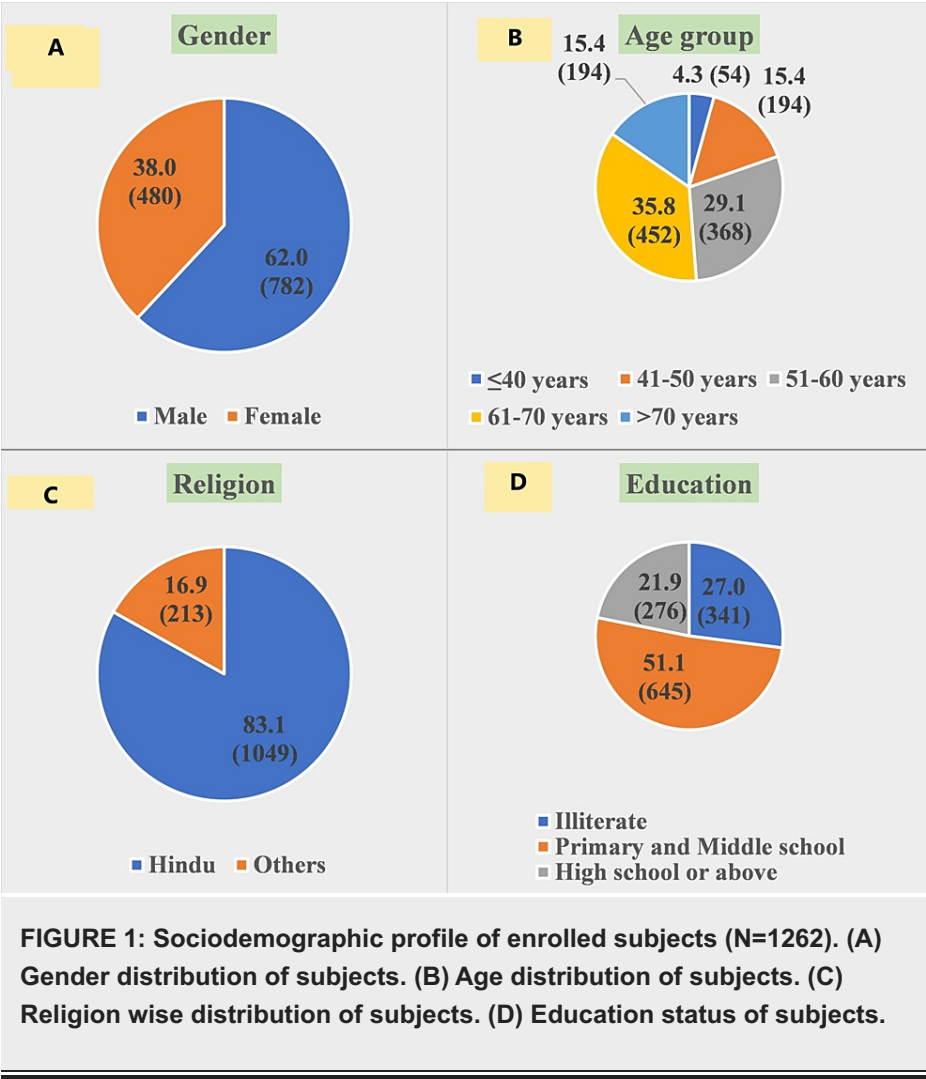 A
Gender
38.0
(480)
62.0
(782)
Male Female
B
Age group
15.4
(194)
4.3 (54)
15.4
(194)
35.8
(452)
29.1
(368)
≤40 years 41-50 years 51-60 years
61-70 years >70 years
C
Religion
16.9
(213)
83.1
(1049)
Hindu Others
D
Education
21.9
(276)
27.0
(341)
51.1
(645)
Illiterate
Primary and Middle school
High school or above
FIGURE 1: Sociodemographic profile of enrolled subjects (N=1262). (A)
Gender distribution of subjects. (B) Age distribution of subjects. (C)
Religion wise distribution of subjects. (D) Education status of subjects.